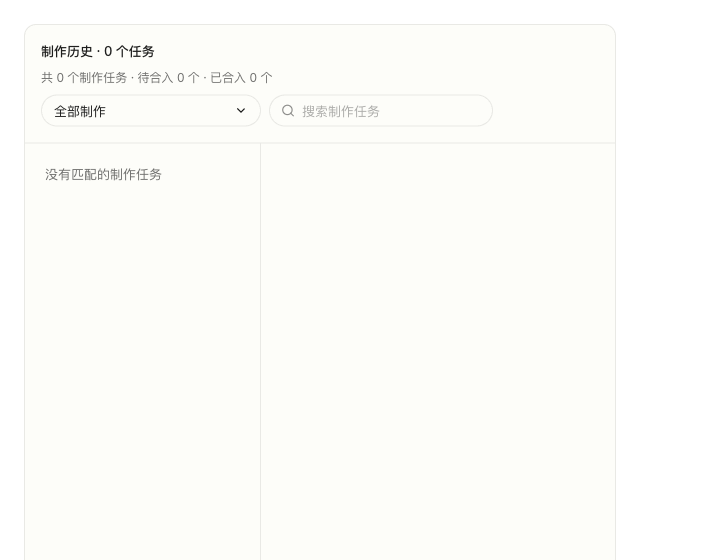 制作历史 · 0 个任务
共 0 个制作任务 · 待合入 0 个 · 已合入 0 个
全部制作
搜索制作任务
没有匹配的制作任务